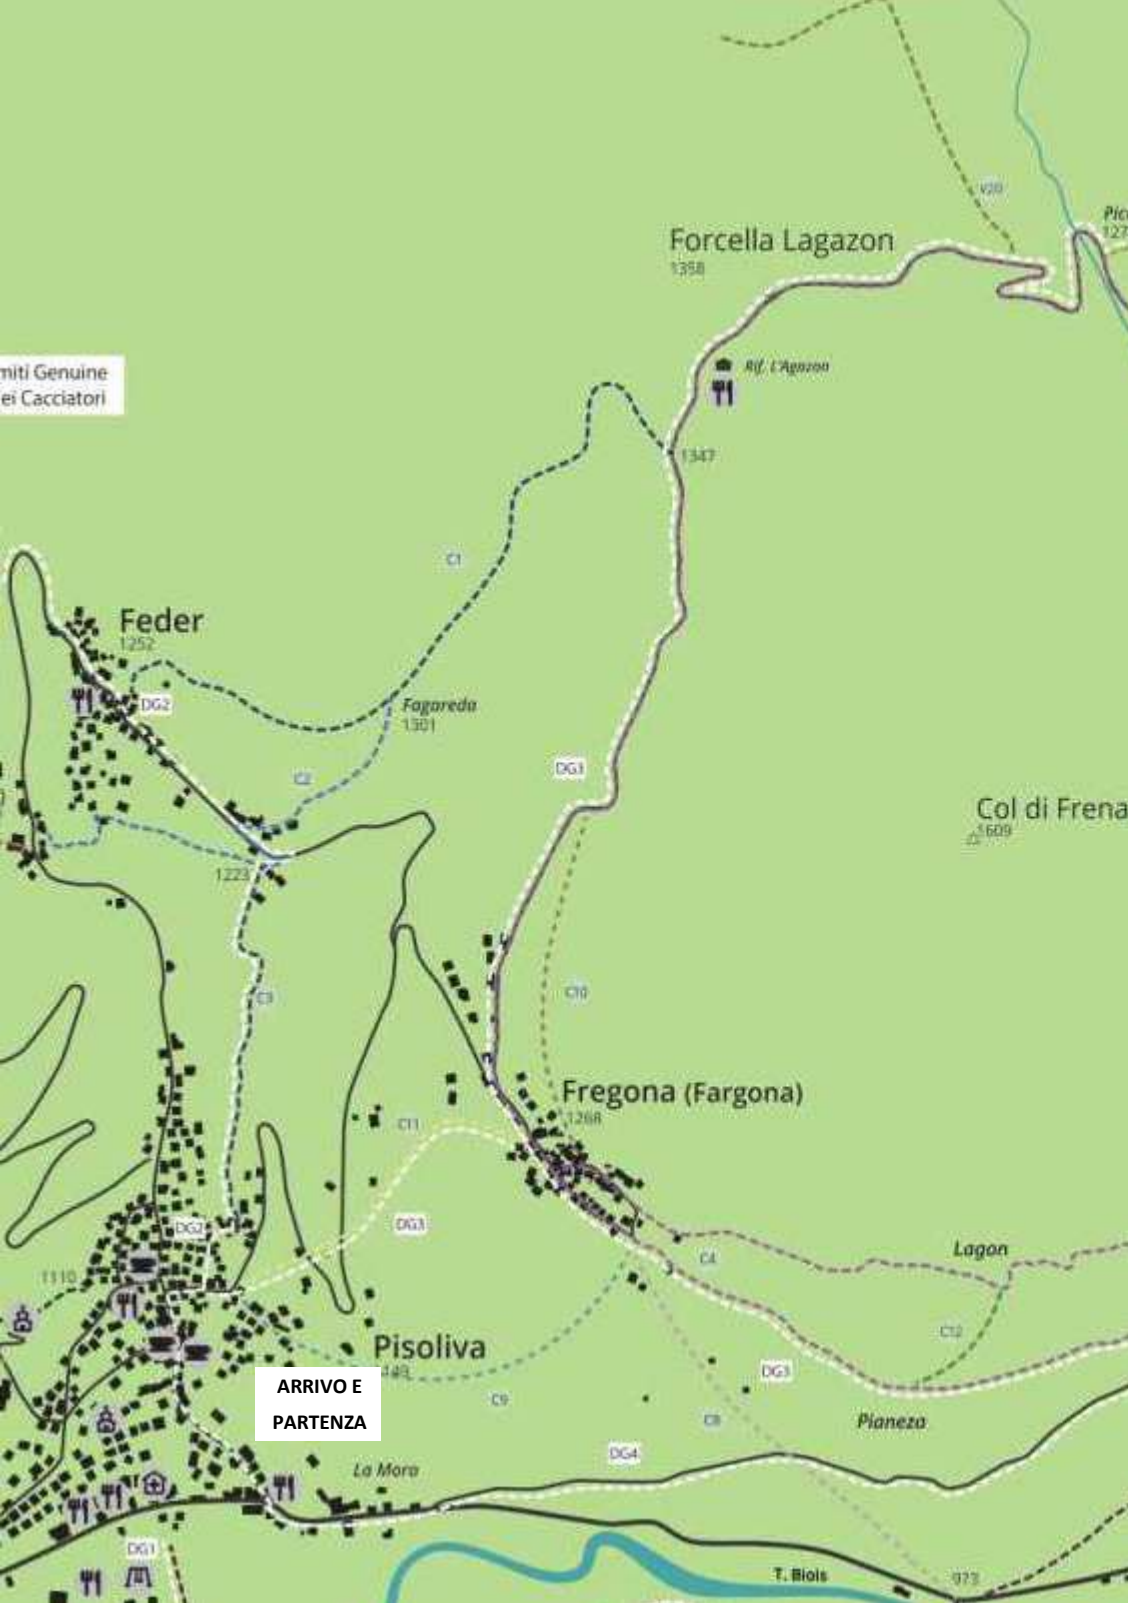 V20
Forcella Lagazon
1358
Rif. L'Agazon
miti Genuine
ei Cacciatori
1347
C1
Feder
1252
DG2
Fagareda
1301
DG3
C2
Col di Frena
1609
1223
C3
C10
Fregona (Fargona)
1268
C11
DG3
DG2
C4
Lagon
1110
C12
Pisoliva
ARRIVO E
PARTENZA
DG3
C9
C8
Pianeza
DG4
La Mora
DG1
T. Biois
973